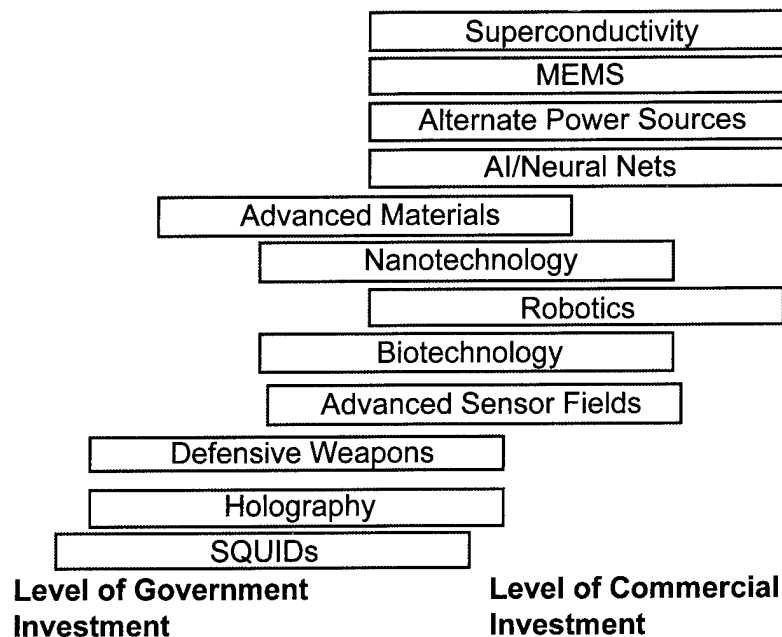 Superconductivity
MEMS
Alternate Power Sources
AI/Neural Nets
Advanced Materials
Nanotechnology
Robotics
Biotechnology
Advanced Sensor Fields
Defensive Weapons
Holography
SQUIDs
Level of Government
Investment
Level of Commercial
Investment